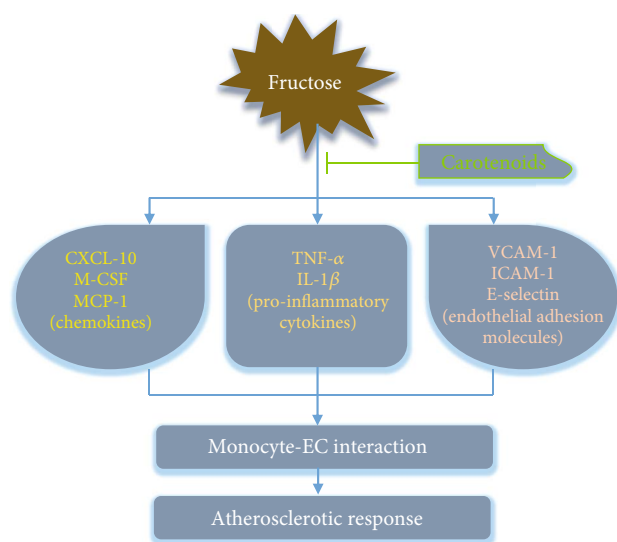 Fructose
Carotenoids
CXCL-10
M-CSF
MCP-1
(chemokines)
TNF-α
IL-1β
(pro-inflammatory
cytokines)
VCAM-1
ICAM-1
E-selectin
(endothelial adhesion
molecules)
Monocyte-EC interaction
Atherosclerotic response